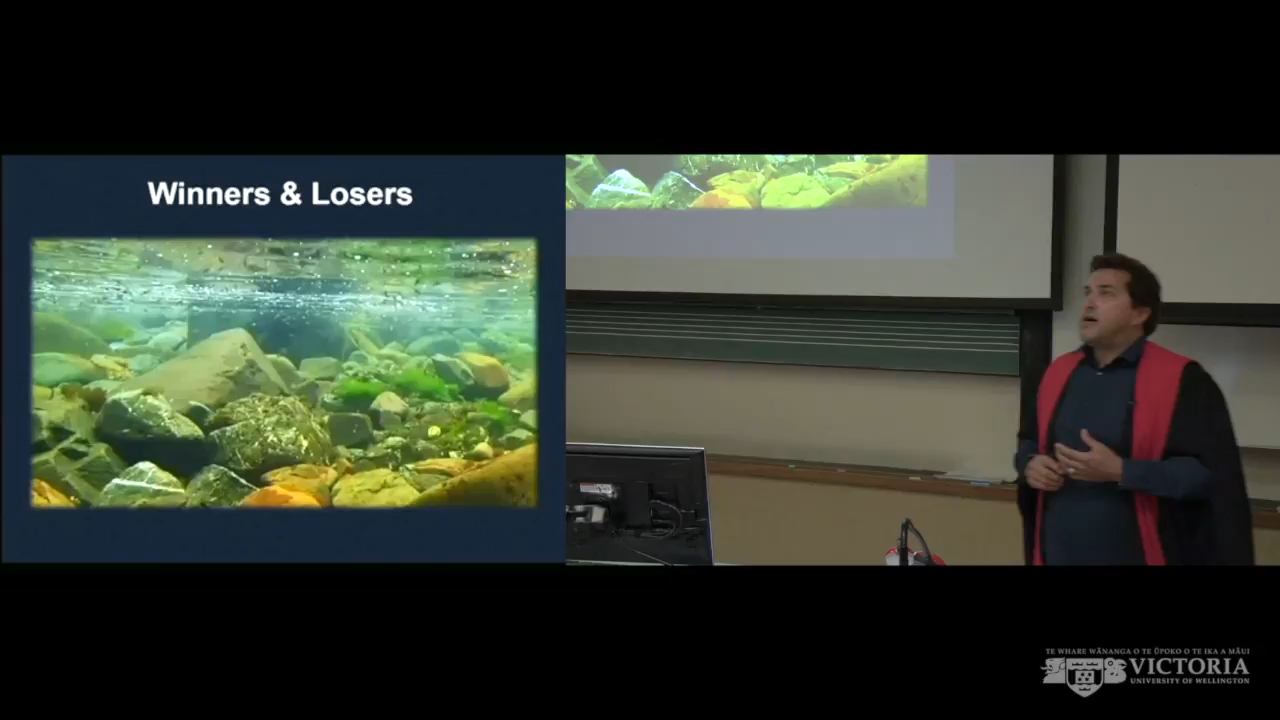 Winners & Losers
TE WHARE WĀNANGA O TE ŪPOKO O TE IKA A MĀUI
VICTORIA
UNIVERSITY OF WELLINGTON